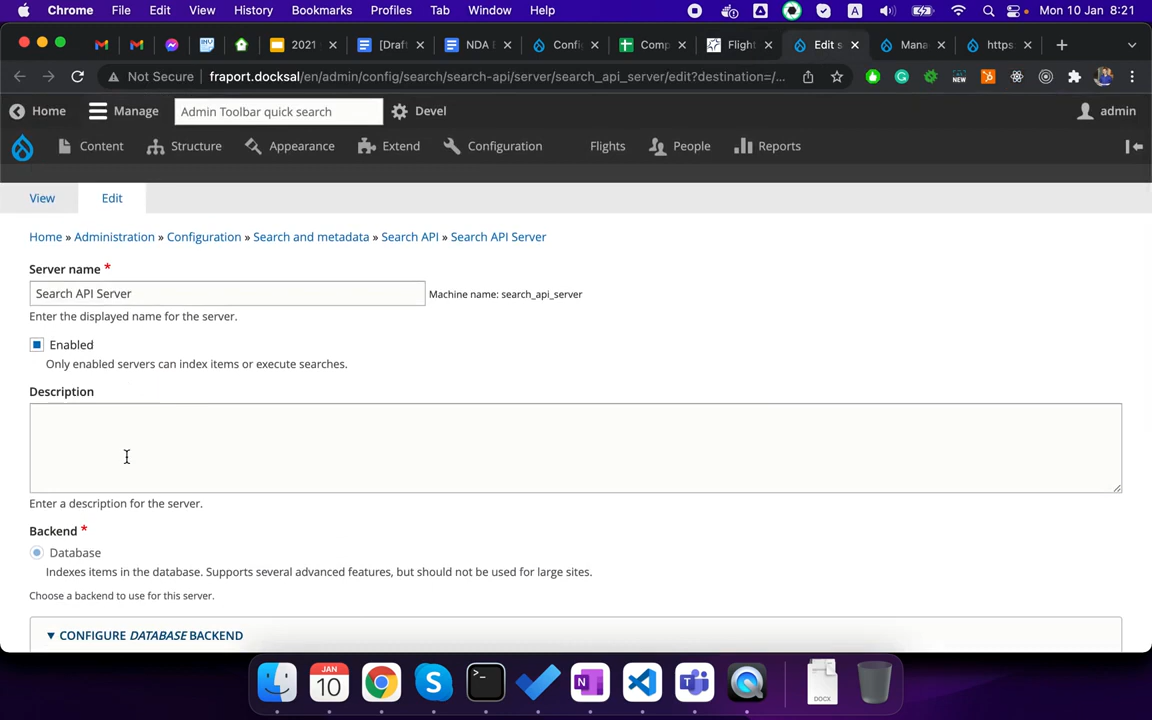 Chrome File Edit View History Bookmarks Profiles Tab Window Help A Mon 10 Jan 8:21
2021 [Draft NDA E Confi Comp Flight Edit s Mana https:
Not Secure fraport.docksal/en/admin/config/search/search-api/server/search_api_server/edit?destination=/... NEW
Home Manage Admin Toolbar quick search Devel admin
Content Structure Appearance Extend Configuration Flights People Reports
View Edit
Home » Administration » Configuration » Search and metadata » Search API » Search API Server
Server name *
Search API Server Machine name: search_api_server
Enter the displayed name for the server.
Enabled
Only enabled servers can index items or execute searches.
Description
Enter a description for the server.
Backend *
Database
Indexes items in the database. Supports several advanced features, but should not be used for large sites.
Choose a backend to use for this server.
▼ CONFIGURE DATABASE BACKEND
JAN
10
DOCX